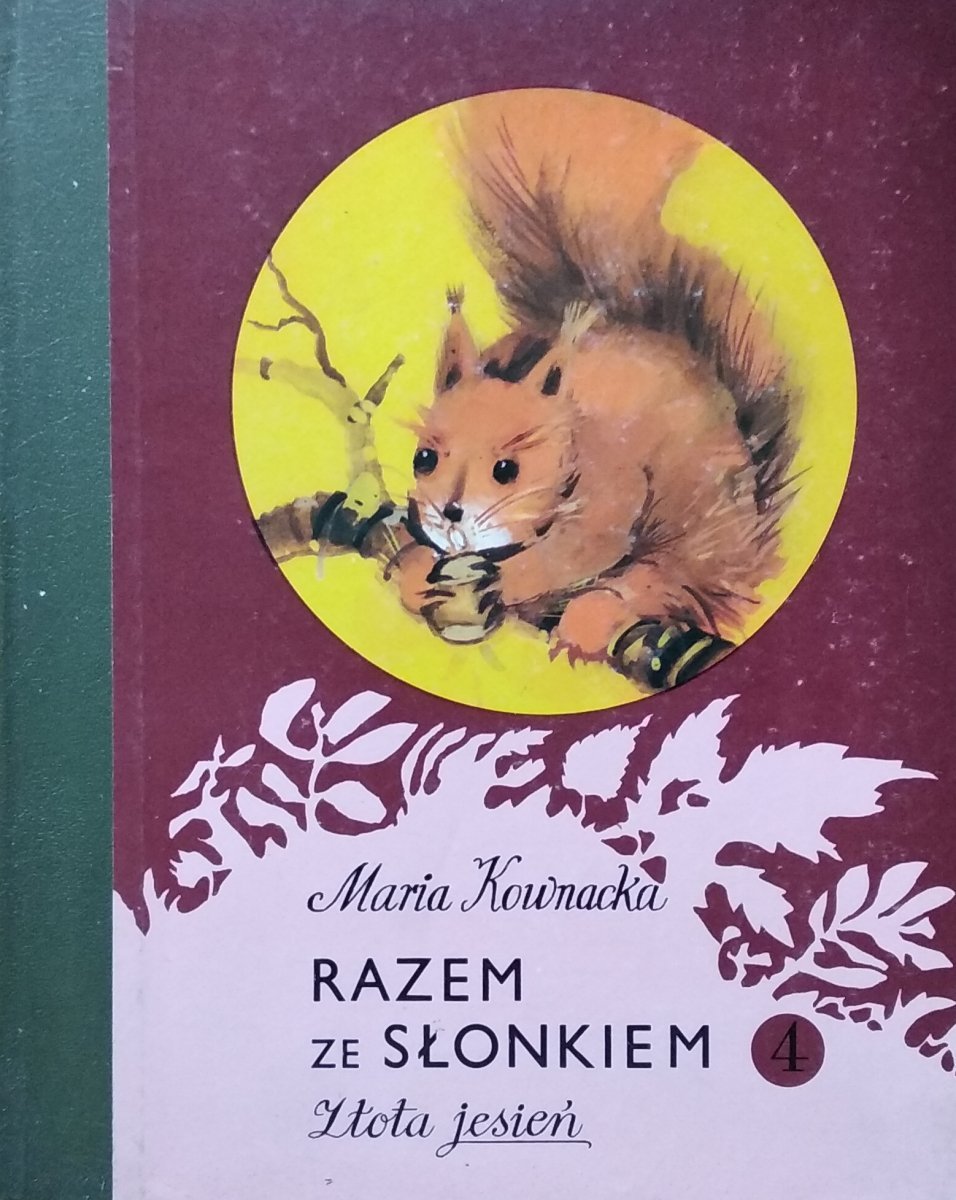 Maria Kownacka
RAZEM
ZE SŁONKIEM 4
Złota jesień